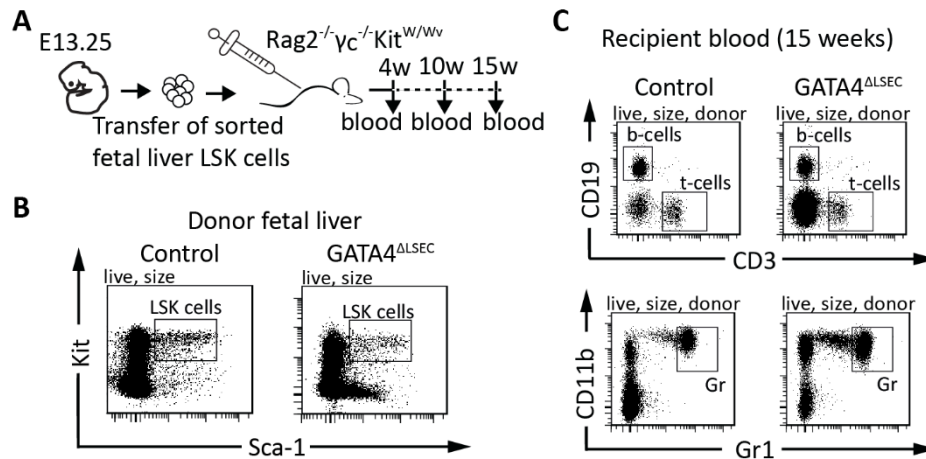 A
E13.25
Rag2-/-γc-/-KitW/Wv
4w 10w 15w
Transfer of sorted
fetal liver LSK cells
blood blood blood
B
Donor fetal liver
Control GATA4ΔLSEC
live, size live, size
LSK cells LSK cells
Kit
Sca-1
C
Recipient blood (15 weeks)
Control GATA4ΔLSEC
live, size, donor live, size, donor
b-cells b-cells
t-cells t-cells
CD19
CD3
live, size, donor live, size, donor
Gr Gr
CD11b
Gr1